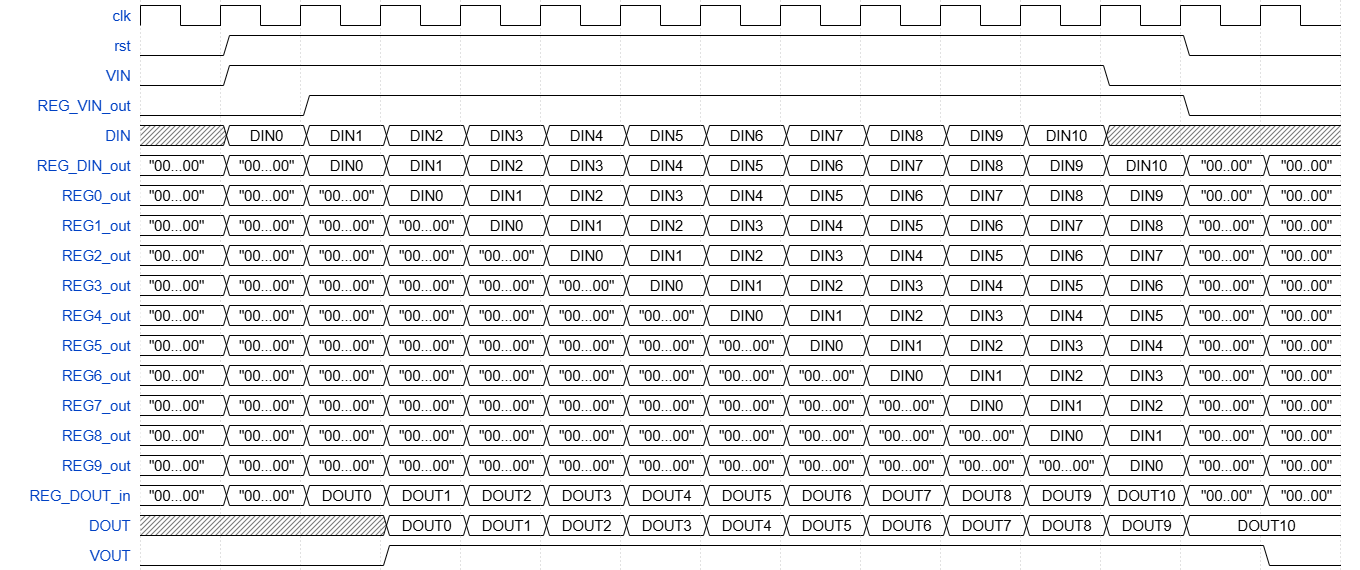 clk
rst
VIN
REG_VIN_out
DIN DIN0 DIN1 DIN2 DIN3 DIN4 DIN5 DIN6 DIN7 DIN8 DIN9 DIN10
REG_DIN_out "00...00" "00...00" DIN0 DIN1 DIN2 DIN3 DIN4 DIN5 DIN6 DIN7 DIN8 DIN9 DIN10 "00..00" "00..00"
REG0_out "00...00" "00...00" "00...00" DIN0 DIN1 DIN2 DIN3 DIN4 DIN5 DIN6 DIN7 DIN8 DIN9 "00..00" "00..00"
REG1_out "00...00" "00...00" "00...00" "00...00" DIN0 DIN1 DIN2 DIN3 DIN4 DIN5 DIN6 DIN7 DIN8 "00..00" "00..00"
REG2_out "00...00" "00...00" "00...00" "00...00" "00...00" DIN0 DIN1 DIN2 DIN3 DIN4 DIN5 DIN6 DIN7 "00..00" "00..00"
REG3_out "00...00" "00...00" "00...00" "00...00" "00...00" "00...00" DIN0 DIN1 DIN2 DIN3 DIN4 DIN5 DIN6 "00..00" "00..00"
REG4_out "00...00" "00...00" "00...00" "00...00" "00...00" "00...00" "00...00" DIN0 DIN1 DIN2 DIN3 DIN4 DIN5 "00..00" "00..00"
REG5_out "00...00" "00...00" "00...00" "00...00" "00...00" "00...00" "00...00" "00...00" DIN0 DIN1 DIN2 DIN3 DIN4 "00..00" "00..00"
REG6_out "00...00" "00...00" "00...00" "00...00" "00...00" "00...00" "00...00" "00...00" "00...00" DIN0 DIN1 DIN2 DIN3 "00..00" "00..00"
REG7_out "00...00" "00...00" "00...00" "00...00" "00...00" "00...00" "00...00" "00...00" "00...00" "00...00" DIN0 DIN1 DIN2 "00..00" "00..00"
REG8_out "00...00" "00...00" "00...00" "00...00" "00...00" "00...00" "00...00" "00...00" "00...00" "00...00" "00...00" DIN0 DIN1 "00..00" "00..00"
REG9_out "00...00" "00...00" "00...00" "00...00" "00...00" "00...00" "00...00" "00...00" "00...00" "00...00" "00...00" "00...00" DIN0 "00..00" "00..00"
REG_DOUT_in "00...00" "00...00" DOUT0 DOUT1 DOUT2 DOUT3 DOUT4 DOUT5 DOUT6 DOUT7 DOUT8 DOUT9 DOUT10 "00..00" "00..00"
DOUT DOUT0 DOUT1 DOUT2 DOUT3 DOUT4 DOUT5 DOUT6 DOUT7 DOUT8 DOUT9 DOUT10
VOUT